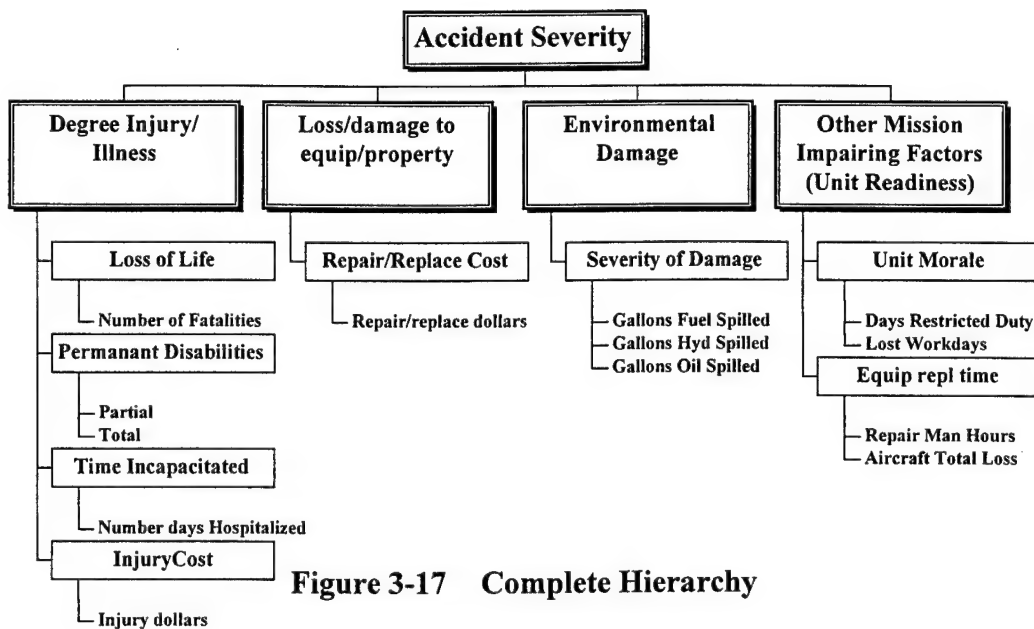 Accident Severity
Degree Injury/
Illness
Loss of Life
Number of Fatalities
Permanant Disabilities
Partial
Total
Time Incapacitated
Number days Hospitalized
InjuryCost
Injury dollars
Loss/damage to
equip/property
Repair/Replace Cost
Repair/replace dollars
Environmental
Damage
Severity of Damage
Gallons Fuel Spilled
Gallons Hyd Spilled
Gallons Oil Spilled
Other Mission
Impairing Factors
(Unit Readiness)
Unit Morale
Days Restricted Duty
Lost Workdays
Equip repl time
Repair Man Hours
Aircraft Total Loss
Figure 3-17 Complete Hierarchy